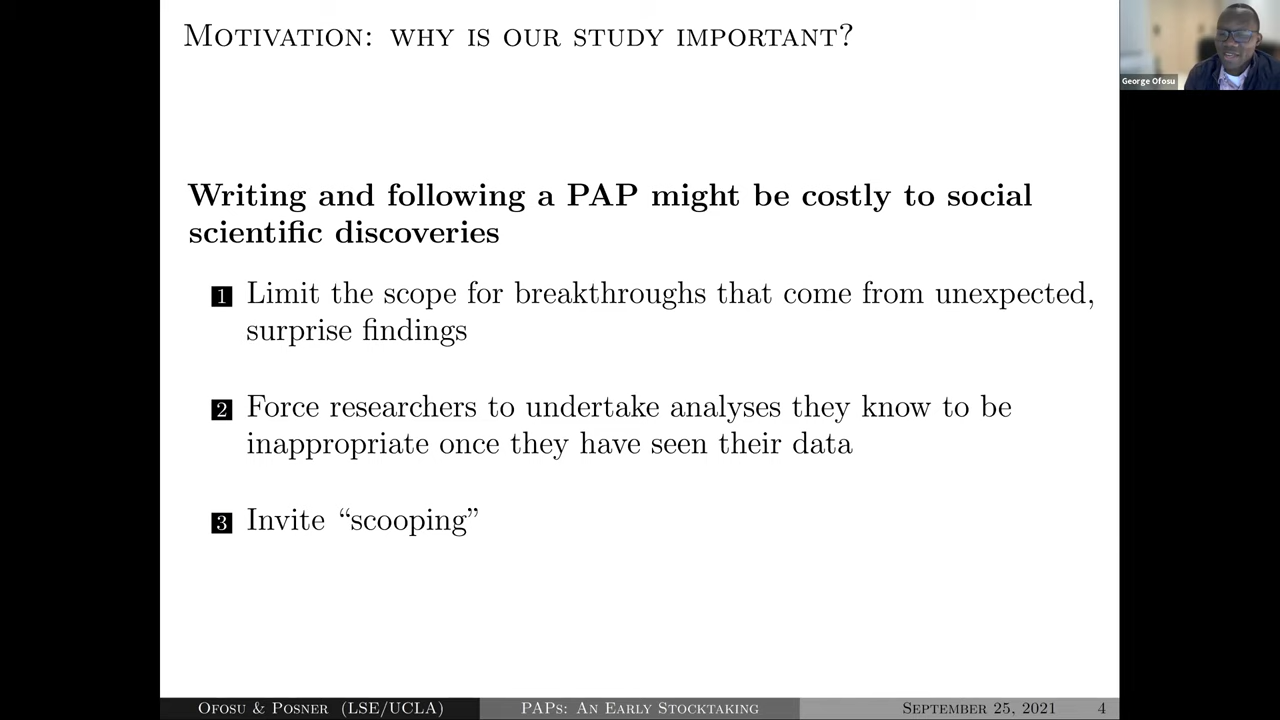 Motivation: why is our study important?
George Ofosu
Writing and following a PAP might be costly to social
scientific discoveries
1 Limit the scope for breakthroughs that come from unexpected,
surprise findings
2 Force researchers to undertake analyses they know to be
inappropriate once they have seen their data
3 Invite “scooping”
Ofosu & Posner (LSE/UCLA) PAPs: An Early Stocktaking September 25, 2021 4